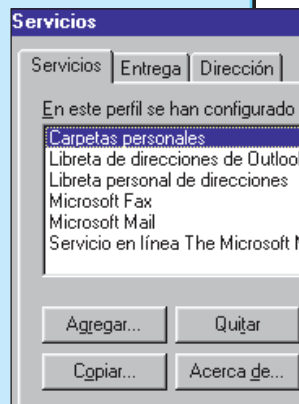 Servicios
Servicios Entrega Dirección
En este perfil se han configurado
Carpetas personales
Libreta de direcciones de Outlook
Libreta personal de direcciones
Microsoft Fax
Microsoft Mail
Servicio en línea The Microsoft
Agregar... Quitar
Copiar... Acerca de...